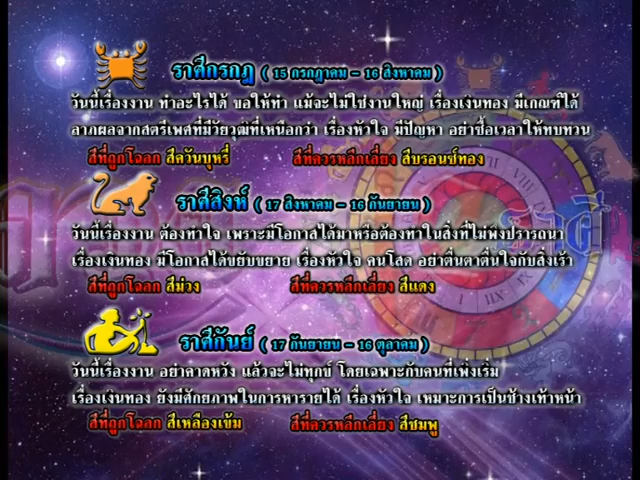 ราศีกรกฎ ( 15 กรกฎาคม - 16 สิงหาคม )
วันนี้เรื่องงาน ทำอะไรได้ ขอให้ทำ แม้จะไม่ใช่งานใหญ่ เรื่องเงินทอง มีเกณฑ์ได้
ลาภผลจากสตรีเพศที่มีวัยวุฒิที่เหนือกว่า เรื่องหัวใจ มีปัญหา อย่าซื้อเวลาให้ทบทวน
สีที่ถูกโฉลก สีควันบุหรี่ สีที่ควรหลีกเลี่ยง สีบรอนซ์ทอง
ราศีสิงห์ ( 17 สิงหาคม - 16 กันยายน )
วันนี้เรื่องงาน ต้องทำใจ เพราะมีโอกาสได้มาหรือต้องทำในสิ่งที่ไม่พึงปรารถนา
เรื่องเงินทอง มีโอกาสได้ขยับขยาย เรื่องหัวใจ คนโสด อย่าตื่นตาตื่นใจกับสิ่งเร้า
สีที่ถูกโฉลก สีม่วง สีที่ควรหลีกเลี่ยง สีแดง
ราศีกันย์ ( 17 กันยายน - 16 ตุลาคม )
วันนี้เรื่องงาน อย่าคาดหวัง แล้วจะไม่ทุกข์ โดยเฉพาะกับคนที่เพิ่งเริ่ม
เรื่องเงินทอง ยังมีศักยภาพในการหารายได้ เรื่องหัวใจ เหมาะการเป็นช้างเท้าหน้า
สีที่ถูกโฉลก สีเหลืองเข้ม สีที่ควรหลีกเลี่ยง สีชมพู